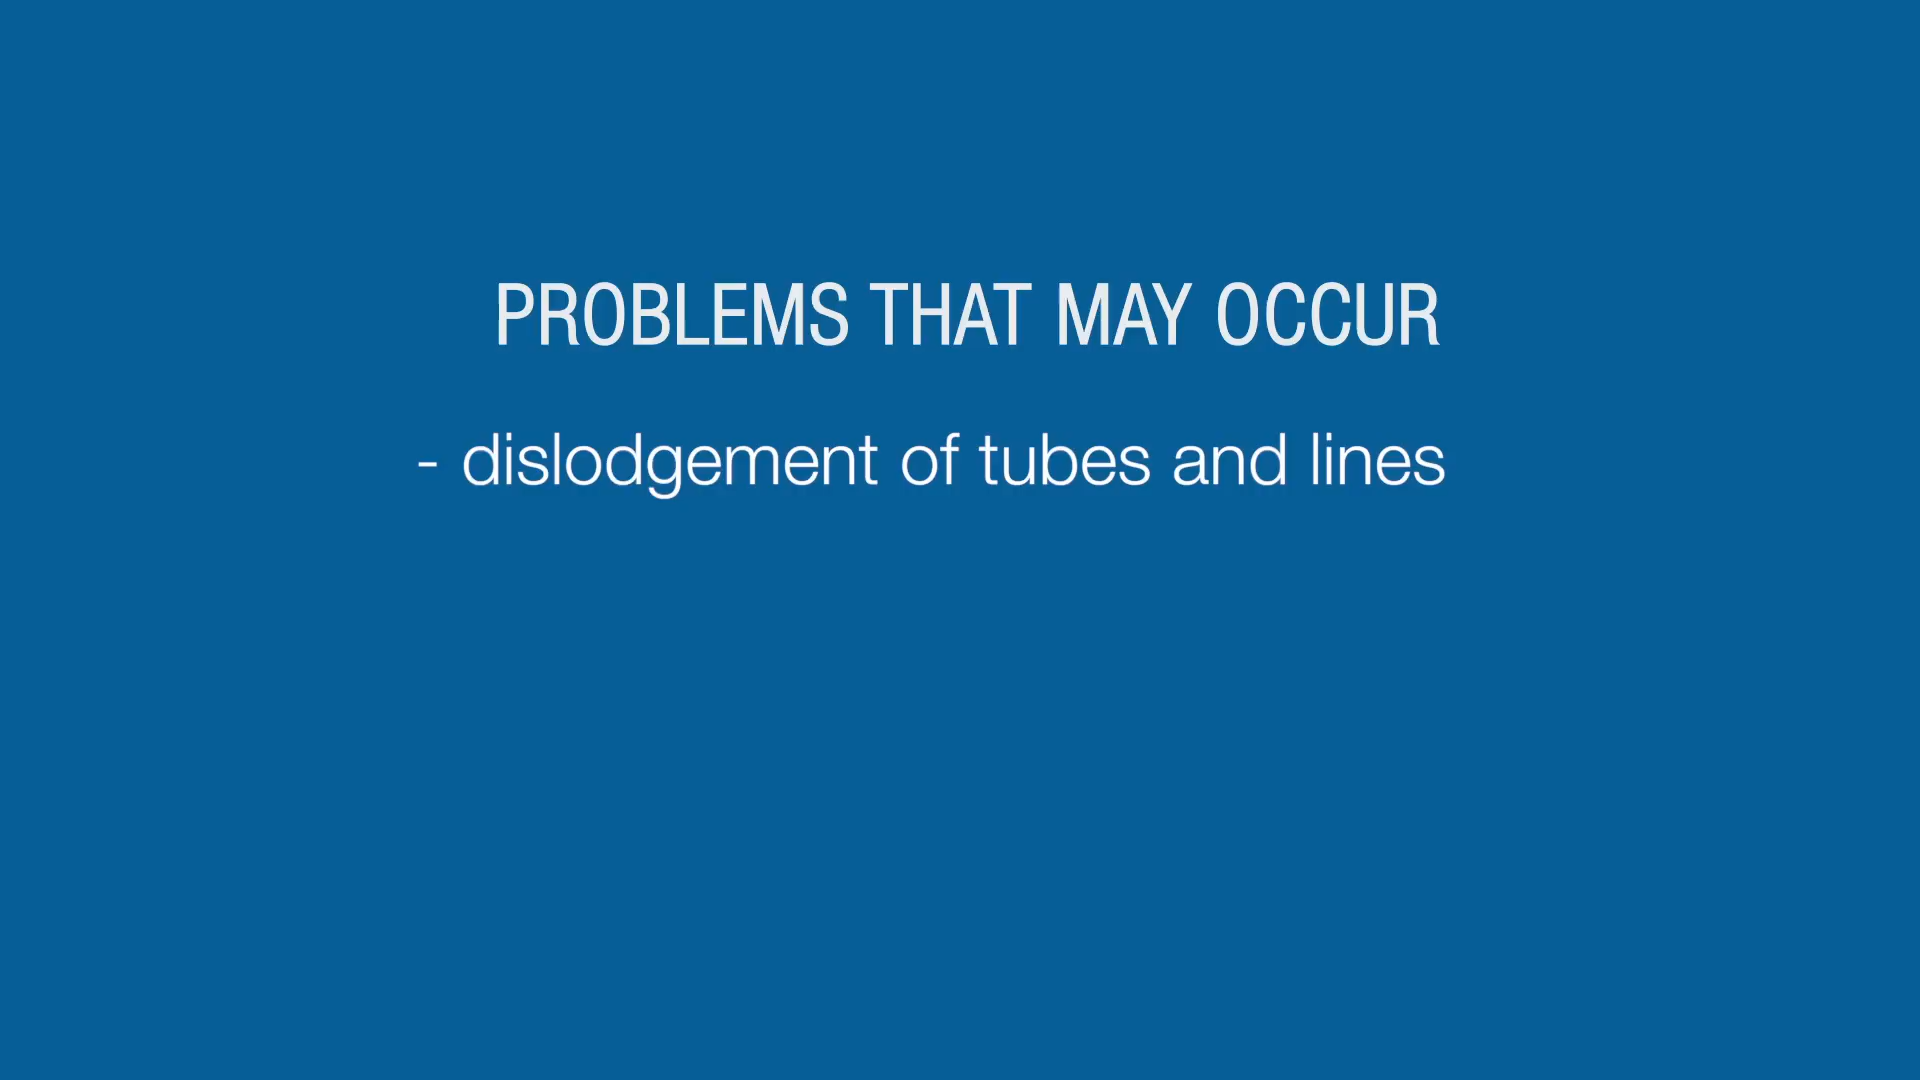 PROBLEMS THAT MAY OCCUR
- dislodgement of tubes and lines